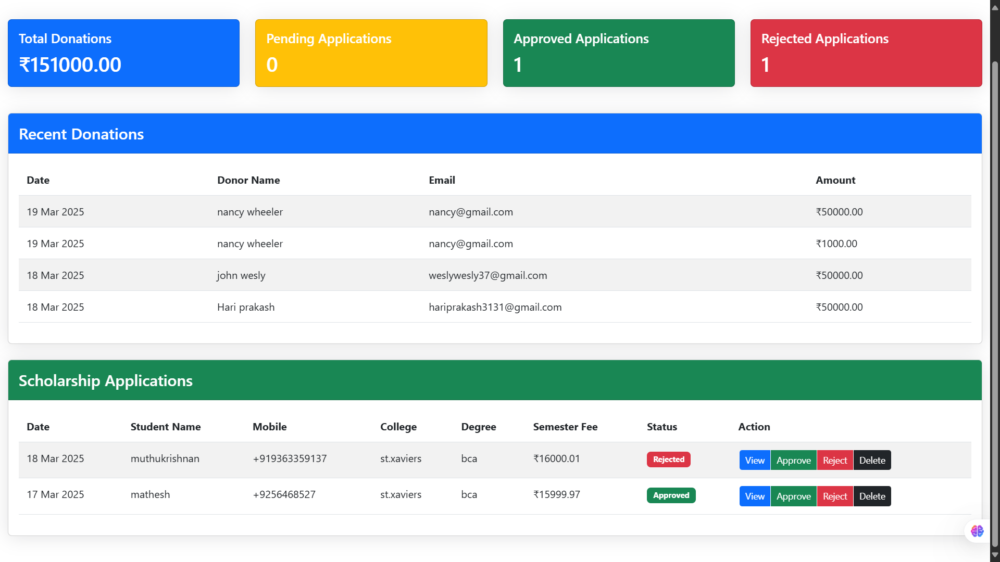 Total Donations
₹151000.00
Pending Applications
0
Approved Applications
1
Rejected Applications
1
Recent Donations
Date Donor Name Email Amount
19 Mar 2025 nancy wheeler nancy@gmail.com ₹50000.00
19 Mar 2025 nancy wheeler nancy@gmail.com ₹1000.00
18 Mar 2025 john wesly weslywesly37@gmail.com ₹50000.00
18 Mar 2025 Hari prakash hariprakash3131@gmail.com ₹50000.00
Scholarship Applications
Date Student Name Mobile College Degree Semester Fee Status Action
18 Mar 2025 muthukrishnan +919363359137 st.xaviers bca ₹16000.01 Rejected View Approve Reject Delete
17 Mar 2025 mathesh +9256468527 st.xaviers bca ₹15999.97 Approved View Approve Reject Delete